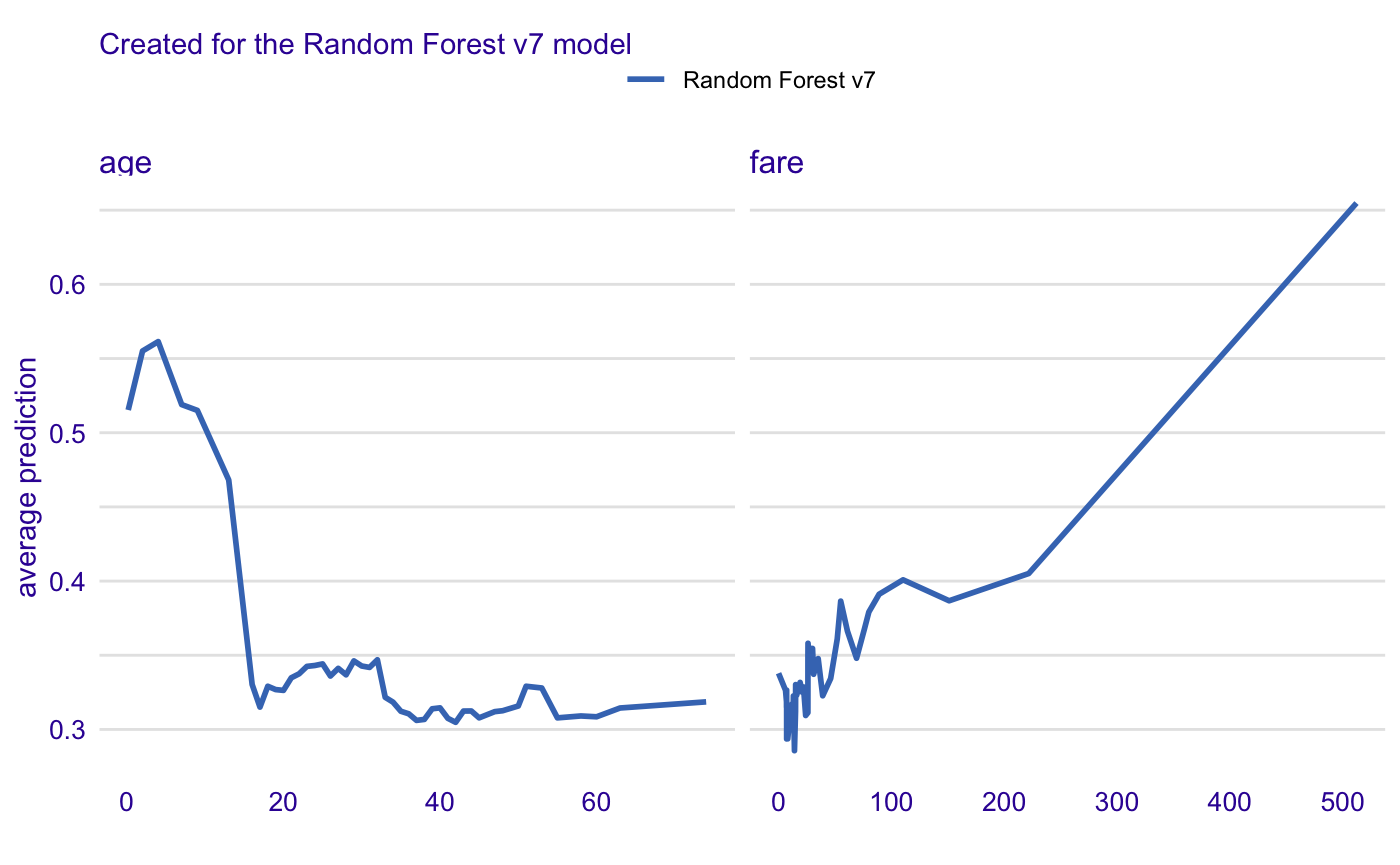 Created for the Random Forest v7 model
Random Forest v7
age
fare
average prediction
0.6
0.5
0.4
0.3
0 20 40 60
0 100 200 300 400 500